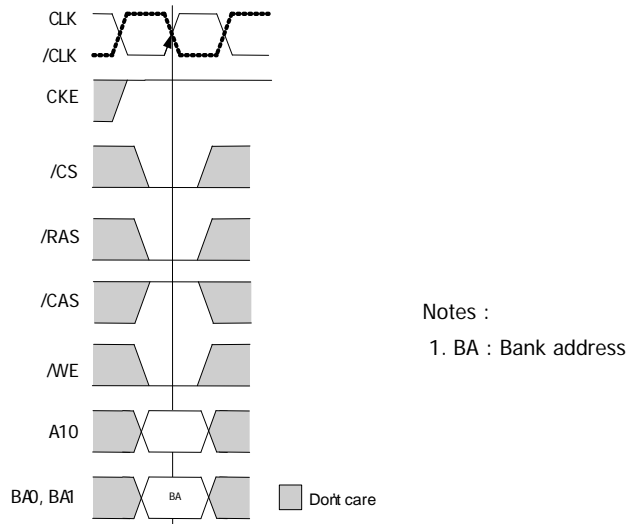 CLK
/CLK
CKE
/CS
/RAS
/CAS
/WE
A10
BA0, BA1
BA
Don't care
Notes :
1. BA : Bank address